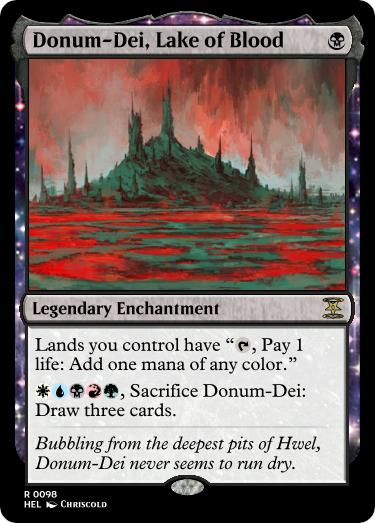 Donum-Dei, Lake of Blood
Legendary Enchantment
Lands you control have “, Pay 1
life: Add one mana of any color.”
, Sacrifice Donum-Dei:
Draw three cards.
Bubbling from the deepest pits of Hwel,
Donum-Dei never seems to run dry.
R 0098
HEL Chriscold